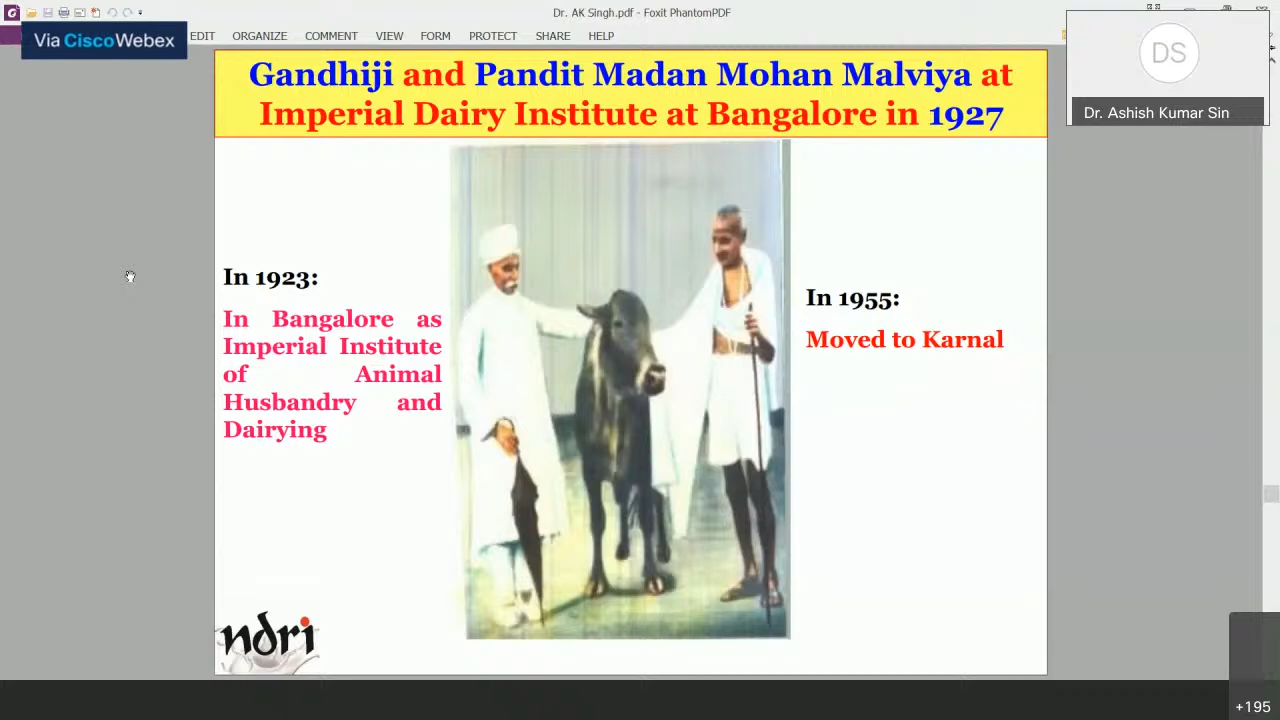 Dr. AK Singh.pdf - Foxit PhantomPDF
Via CiscoWebex
EDIT ORGANIZE COMMENT VIEW FORM PROTECT SHARE HELP
DS
Dr. Ashish Kumar Sin
Gandhiji and Pandit Madan Mohan Malviya at
Imperial Dairy Institute at Bangalore in 1927
In 1923:
In Bangalore as
Imperial Institute
of Animal
Husbandry and
Dairying
In 1955:
Moved to Karnal
ndri
+195